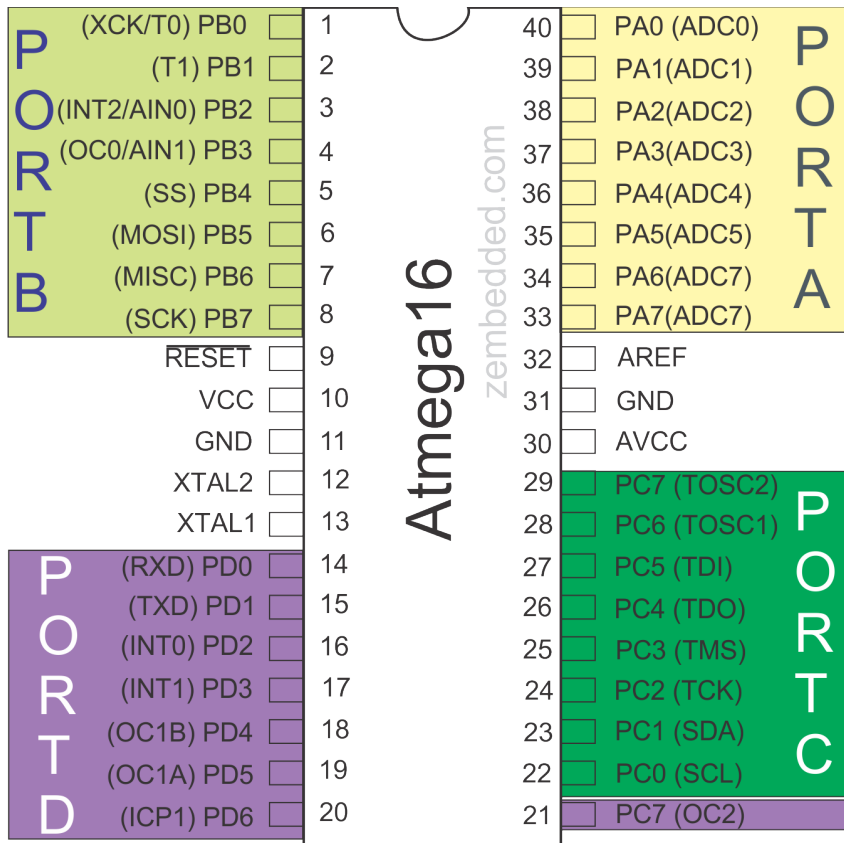 PORTB
(XCK/T0) PB0 1
(T1) PB1 2
(INT2/AIN0) PB2 3
(OC0/AIN1) PB3 4
(SS) PB4 5
(MOSI) PB5 6
(MISC) PB6 7
(SCK) PB7 8
RESET 9
VCC 10
GND 11
XTAL2 12
XTAL1 13
PORTD
(RXD) PD0 14
(TXD) PD1 15
(INT0) PD2 16
(INT1) PD3 17
(OC1B) PD4 18
(OC1A) PD5 19
(ICP1) PD6 20
Atmega16
zembedded.com
40 PA0 (ADC0)
39 PA1(ADC1)
38 PA2(ADC2)
37 PA3(ADC3)
36 PA4(ADC4)
35 PA5(ADC5)
34 PA6(ADC7)
33 PA7(ADC7)
PORTA
32 AREF
31 GND
30 AVCC
29 PC7 (TOSC2)
28 PC6 (TOSC1)
27 PC5 (TDI)
26 PC4 (TDO)
25 PC3 (TMS)
24 PC2 (TCK)
23 PC1 (SDA)
22 PC0 (SCL)
PORTC
21 PC7 (OC2)